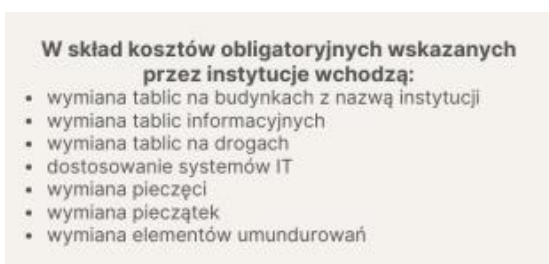 W skład kosztów obligatoryjnych wskazanych
przez instytucje wchodzą:
• wymiana tablic na budynkach z nazwą instytucji
• wymiana tablic informacyjnych
• wymiana tablic na drogach
• dostosowanie systemów IT
• wymiana pieczęci
• wymiana pieczątek
• wymiana elementów umundurowań